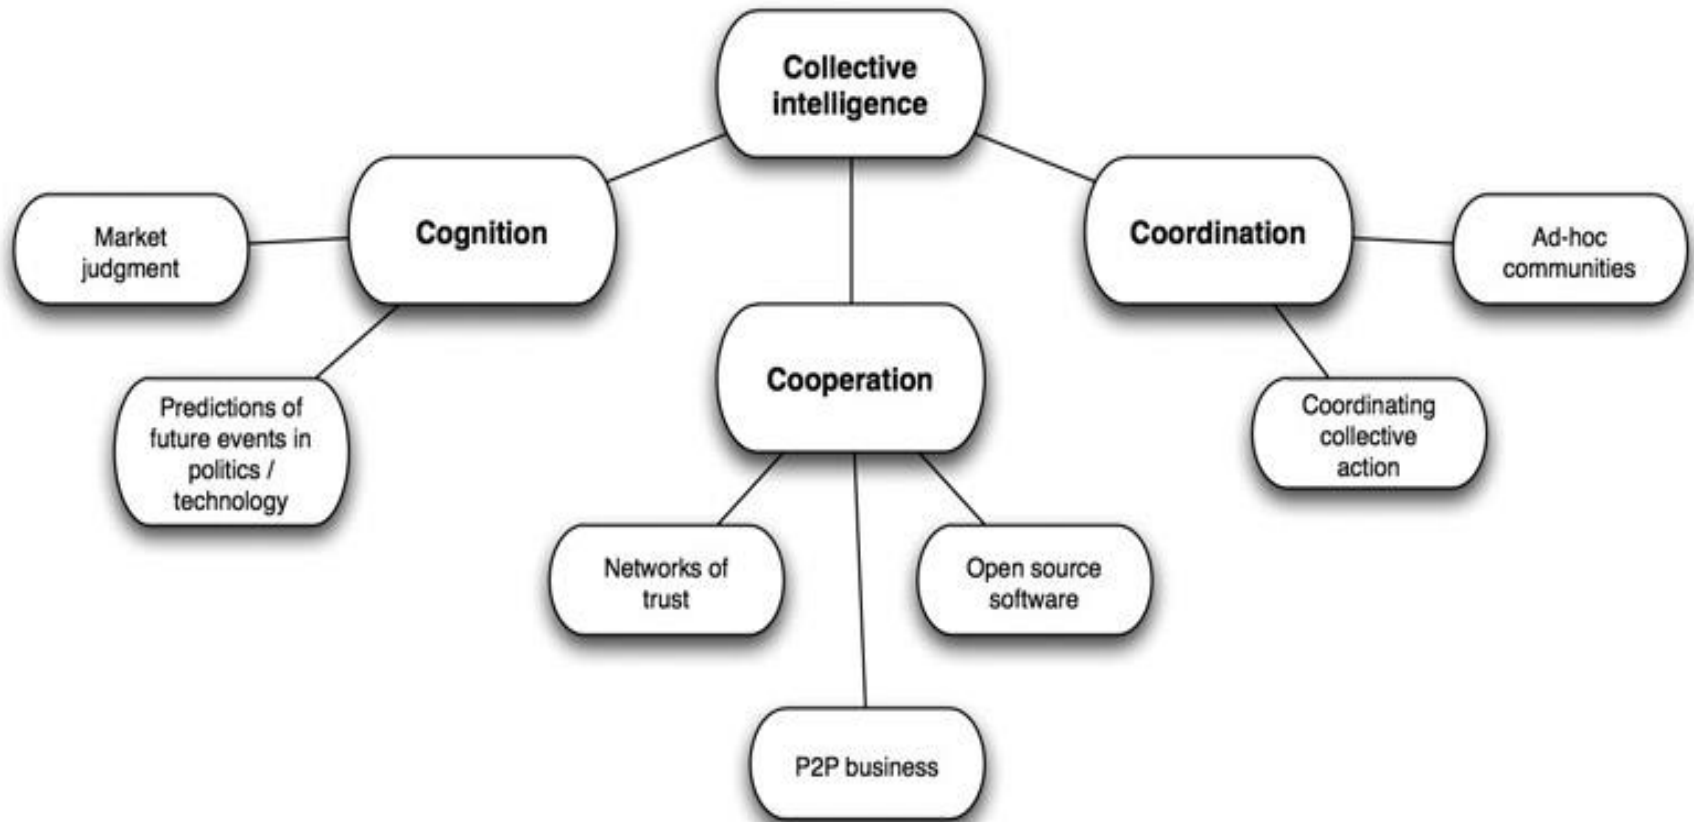 Collective
intelligence
Cognition
Coordination
Market
judgment
Ad-hoc
communities
Cooperation
Predictions of
future events in
politics /
technology
Coordinating
collective
action
Networks of
trust
Open source
software
P2P business